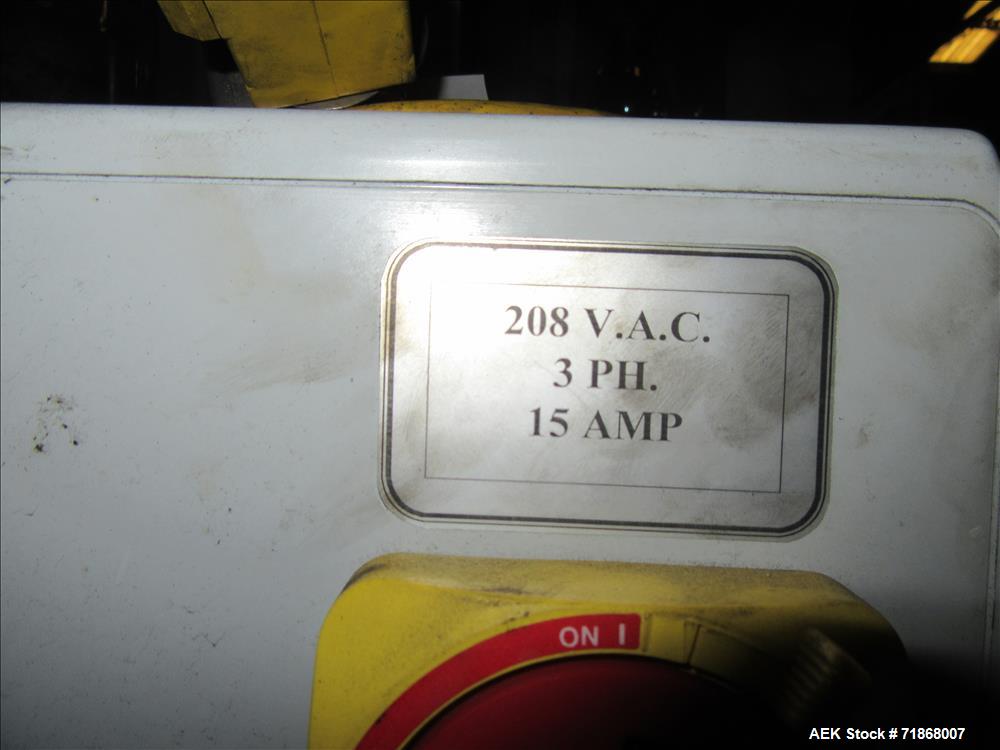 208 V.A.C.
3 PH.
15 AMP
ON I
AEK Stock #71868007